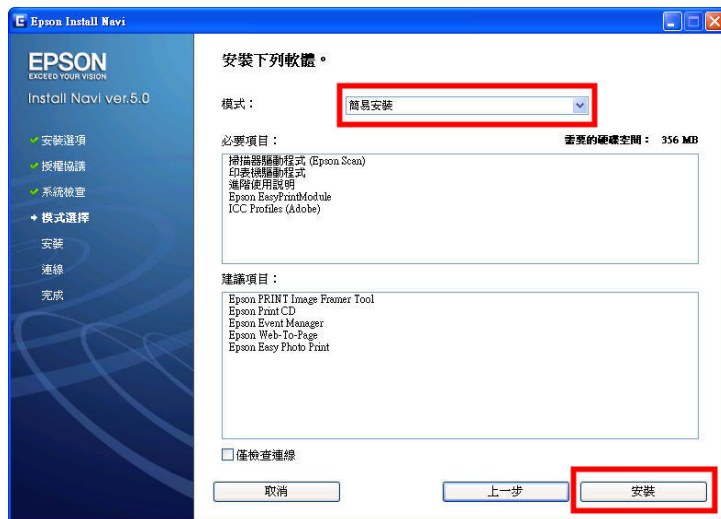 Epson Install Navi
EPSON
EXCEED YOUR VISION
Install Navi ver.5.0
安裝選項
授權協議
系統檢查
模式選擇
安裝
連線
完成
安裝下列軟體。
模式：
簡易安裝
必要項目：
需要的硬碟空間： 356 MB
掃描器驅動程式 (Epson Scan)
印表機驅動程式
進階使用說明
Epson EasyPrintModule
ICC Profiles (Adobe)
建議項目：
Epson PRINT Image Framer Tool
Epson Print CD
Epson Event Manager
Epson Web-To-Page
Epson Easy Photo Print
僅檢查連線
取消
上一步
安裝